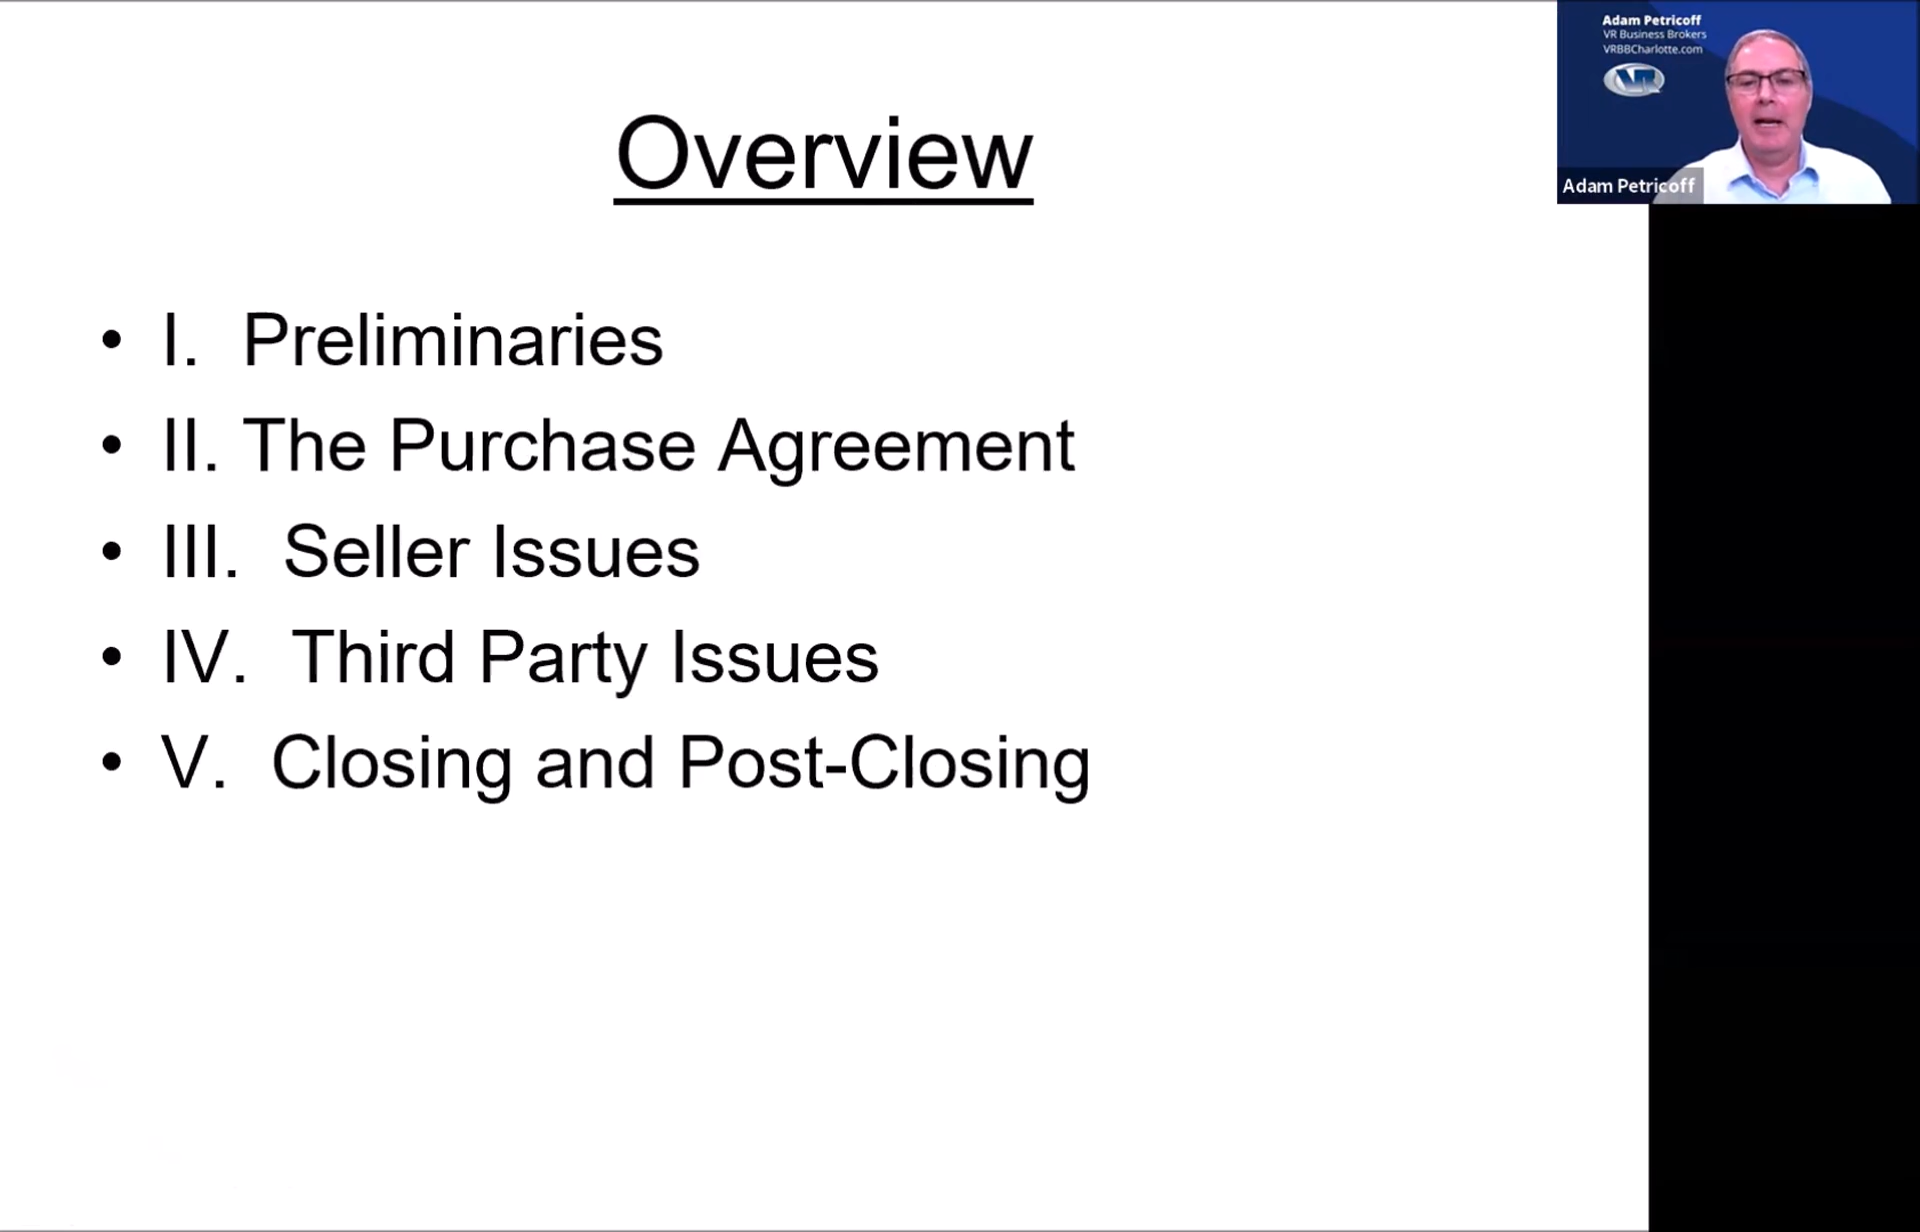 Overview
• I. Preliminaries
• II. The Purchase Agreement
• III. Seller Issues
• IV. Third Party Issues
• V. Closing and Post-Closing
Adam Petricoff
VR Business Brokers
VRBBCharlotte.com
VR
Adam Petricoff